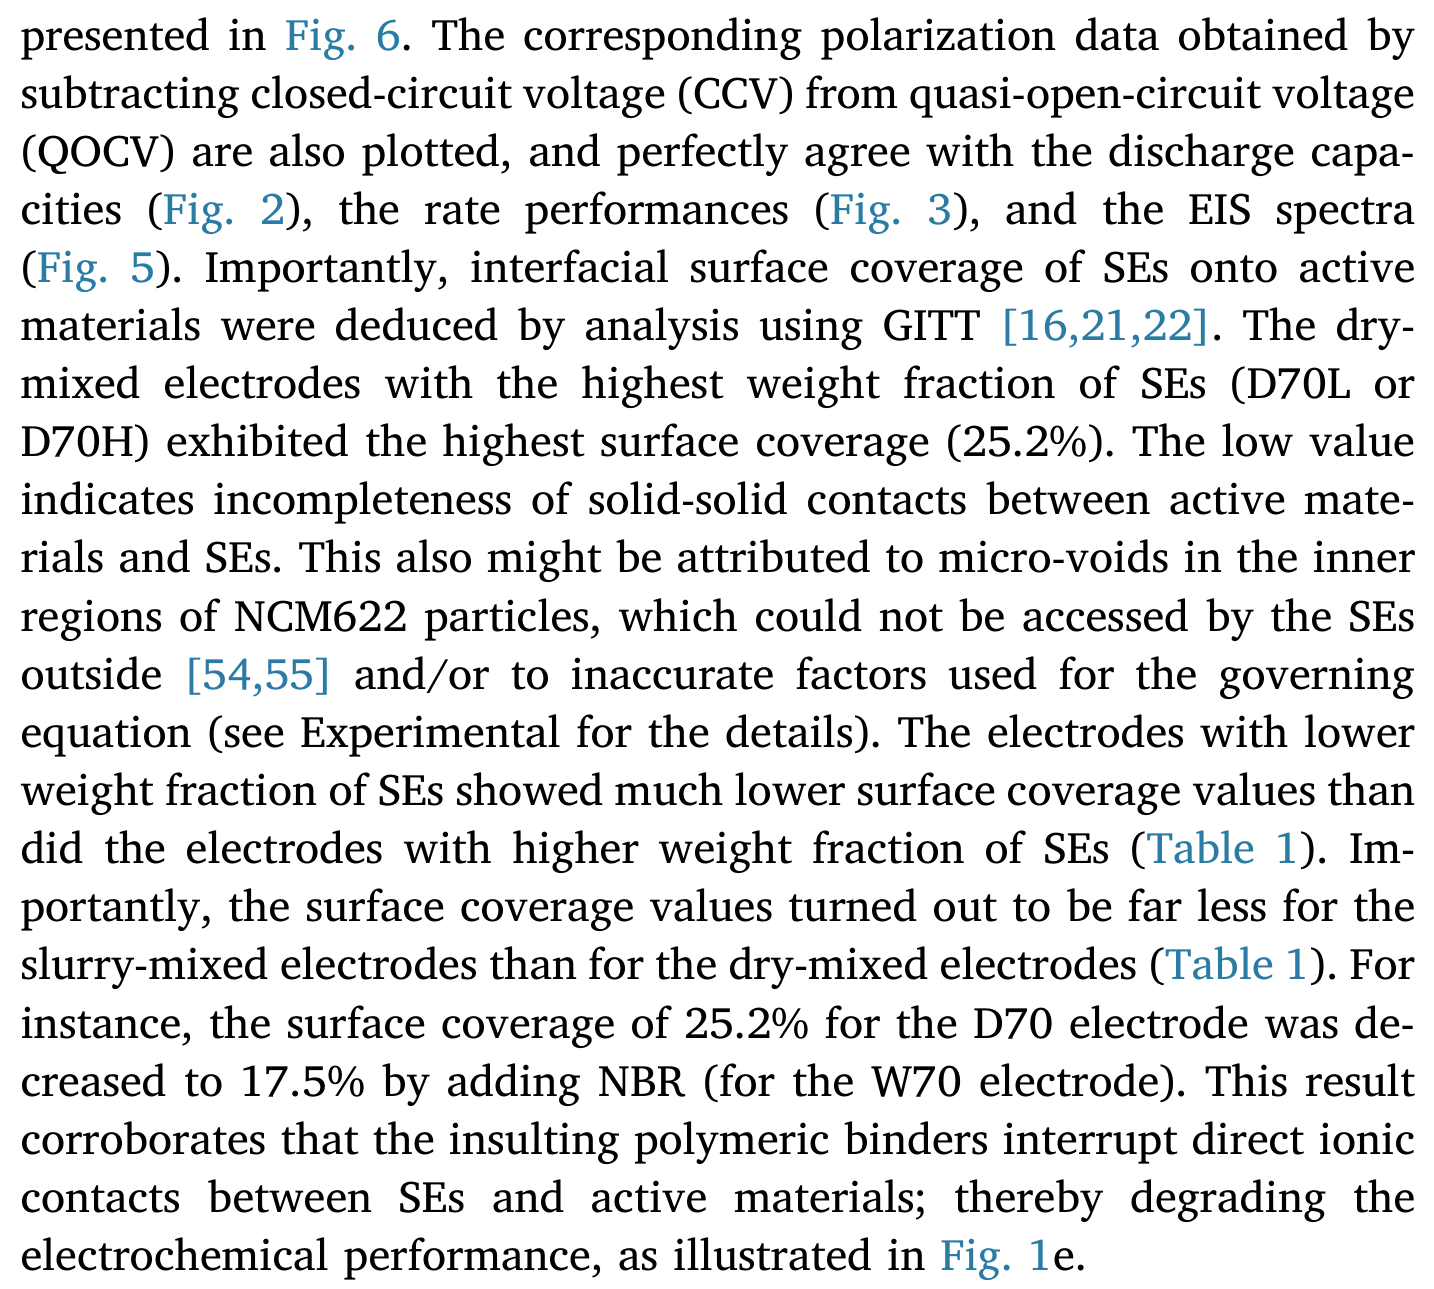 presented in Fig. 6. The corresponding polarization data obtained by
subtracting closed-circuit voltage (CCV) from quasi-open-circuit voltage
(QOCV) are also plotted, and perfectly agree with the discharge capa-
cities (Fig. 2), the rate performances (Fig. 3), and the EIS spectra
(Fig. 5). Importantly, interfacial surface coverage of SEs onto active
materials were deduced by analysis using GITT [16,21,22]. The dry-
mixed electrodes with the highest weight fraction of SEs (D70L or
D70H) exhibited the highest surface coverage (25.2%). The low value
indicates incompleteness of solid-solid contacts between active mate-
rials and SEs. This also might be attributed to micro-voids in the inner
regions of NCM622 particles, which could not be accessed by the SEs
outside [54,55] and/or to inaccurate factors used for the governing
equation (see Experimental for the details). The electrodes with lower
weight fraction of SEs showed much lower surface coverage values than
did the electrodes with higher weight fraction of SEs (Table 1). Im-
portantly, the surface coverage values turned out to be far less for the
slurry-mixed electrodes than for the dry-mixed electrodes (Table 1). For
instance, the surface coverage of 25.2% for the D70 electrode was de-
creased to 17.5% by adding NBR (for the W70 electrode). This result
corroborates that the insulting polymeric binders interrupt direct ionic
contacts between SEs and active materials; thereby degrading the
electrochemical performance, as illustrated in Fig. 1e.